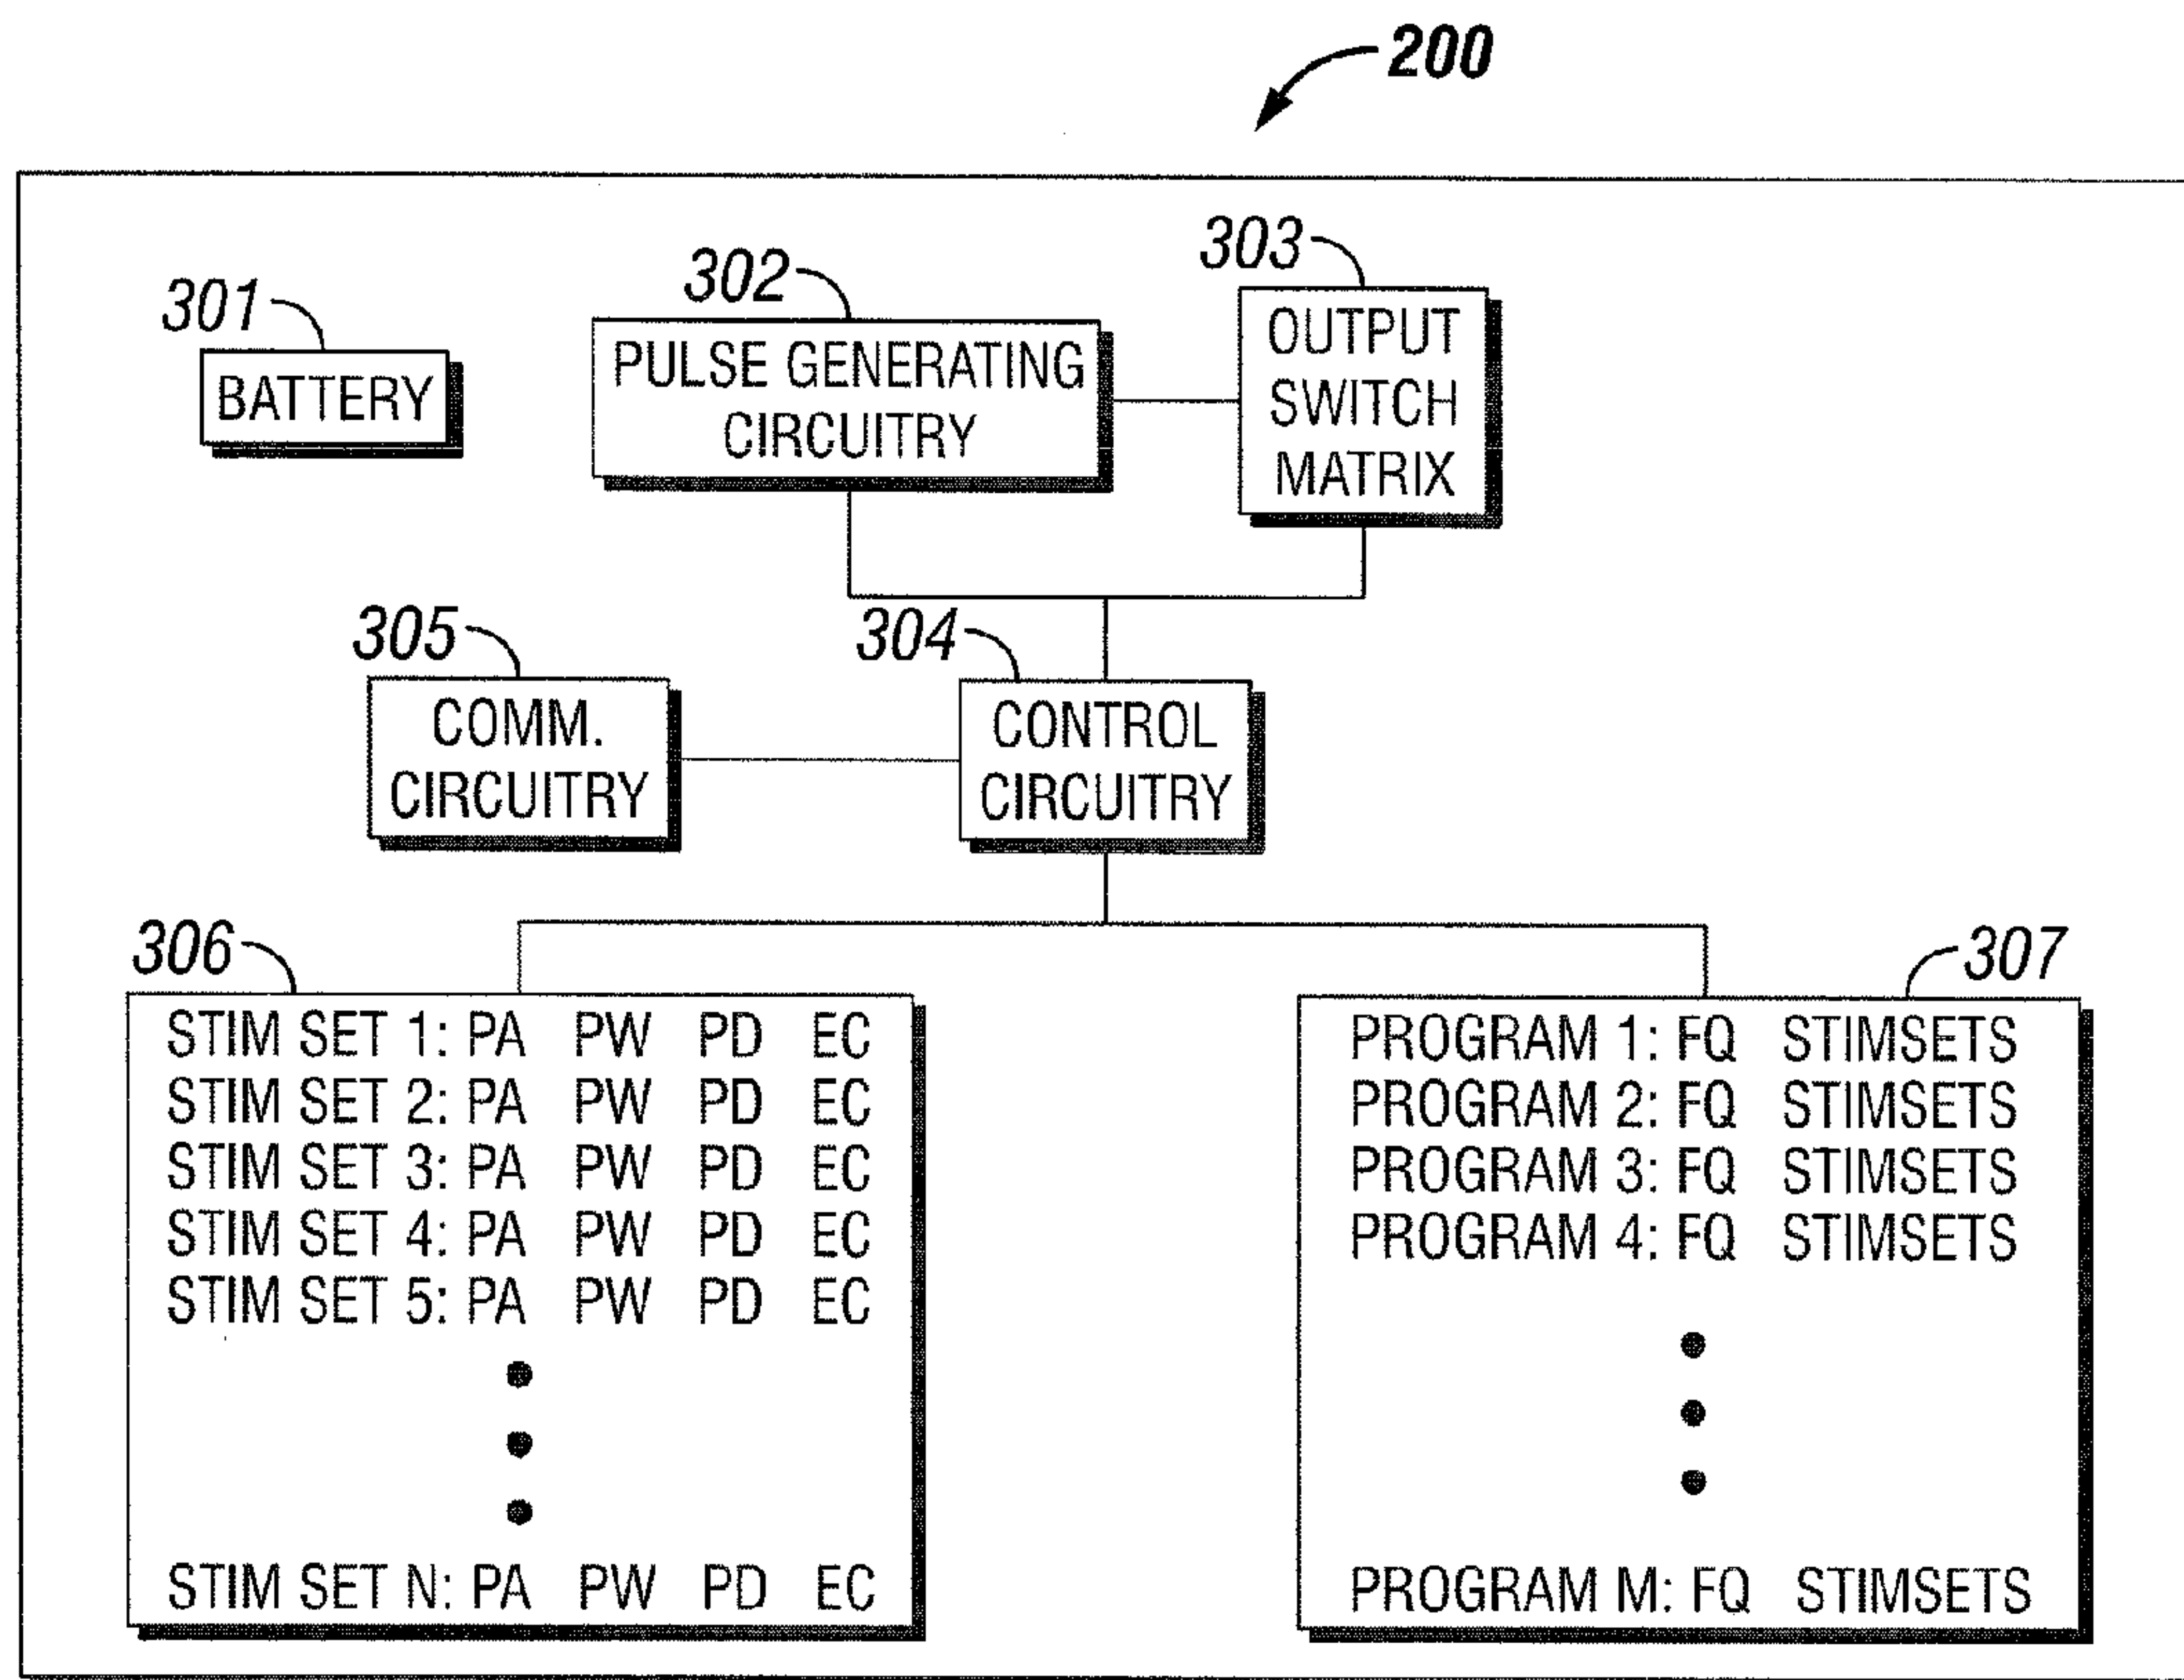 200
301
BATTERY
302
PULSE GENERATING
CIRCUITRY
303
OUTPUT
SWITCH
MATRIX
305
COMM.
CIRCUITRY
304
CONTROL
CIRCUITRY
306
STIM SET 1: PA PW PD EC
STIM SET 2: PA PW PD EC
STIM SET 3: PA PW PD EC
STIM SET 4: PA PW PD EC
STIM SET 5: PA PW PD EC
STIM SET N: PA PW PD EC
307
PROGRAM 1: FQ STIMSETS
PROGRAM 2: FQ STIMSETS
PROGRAM 3: FQ STIMSETS
PROGRAM 4: FQ STIMSETS
PROGRAM M: FQ STIMSETS